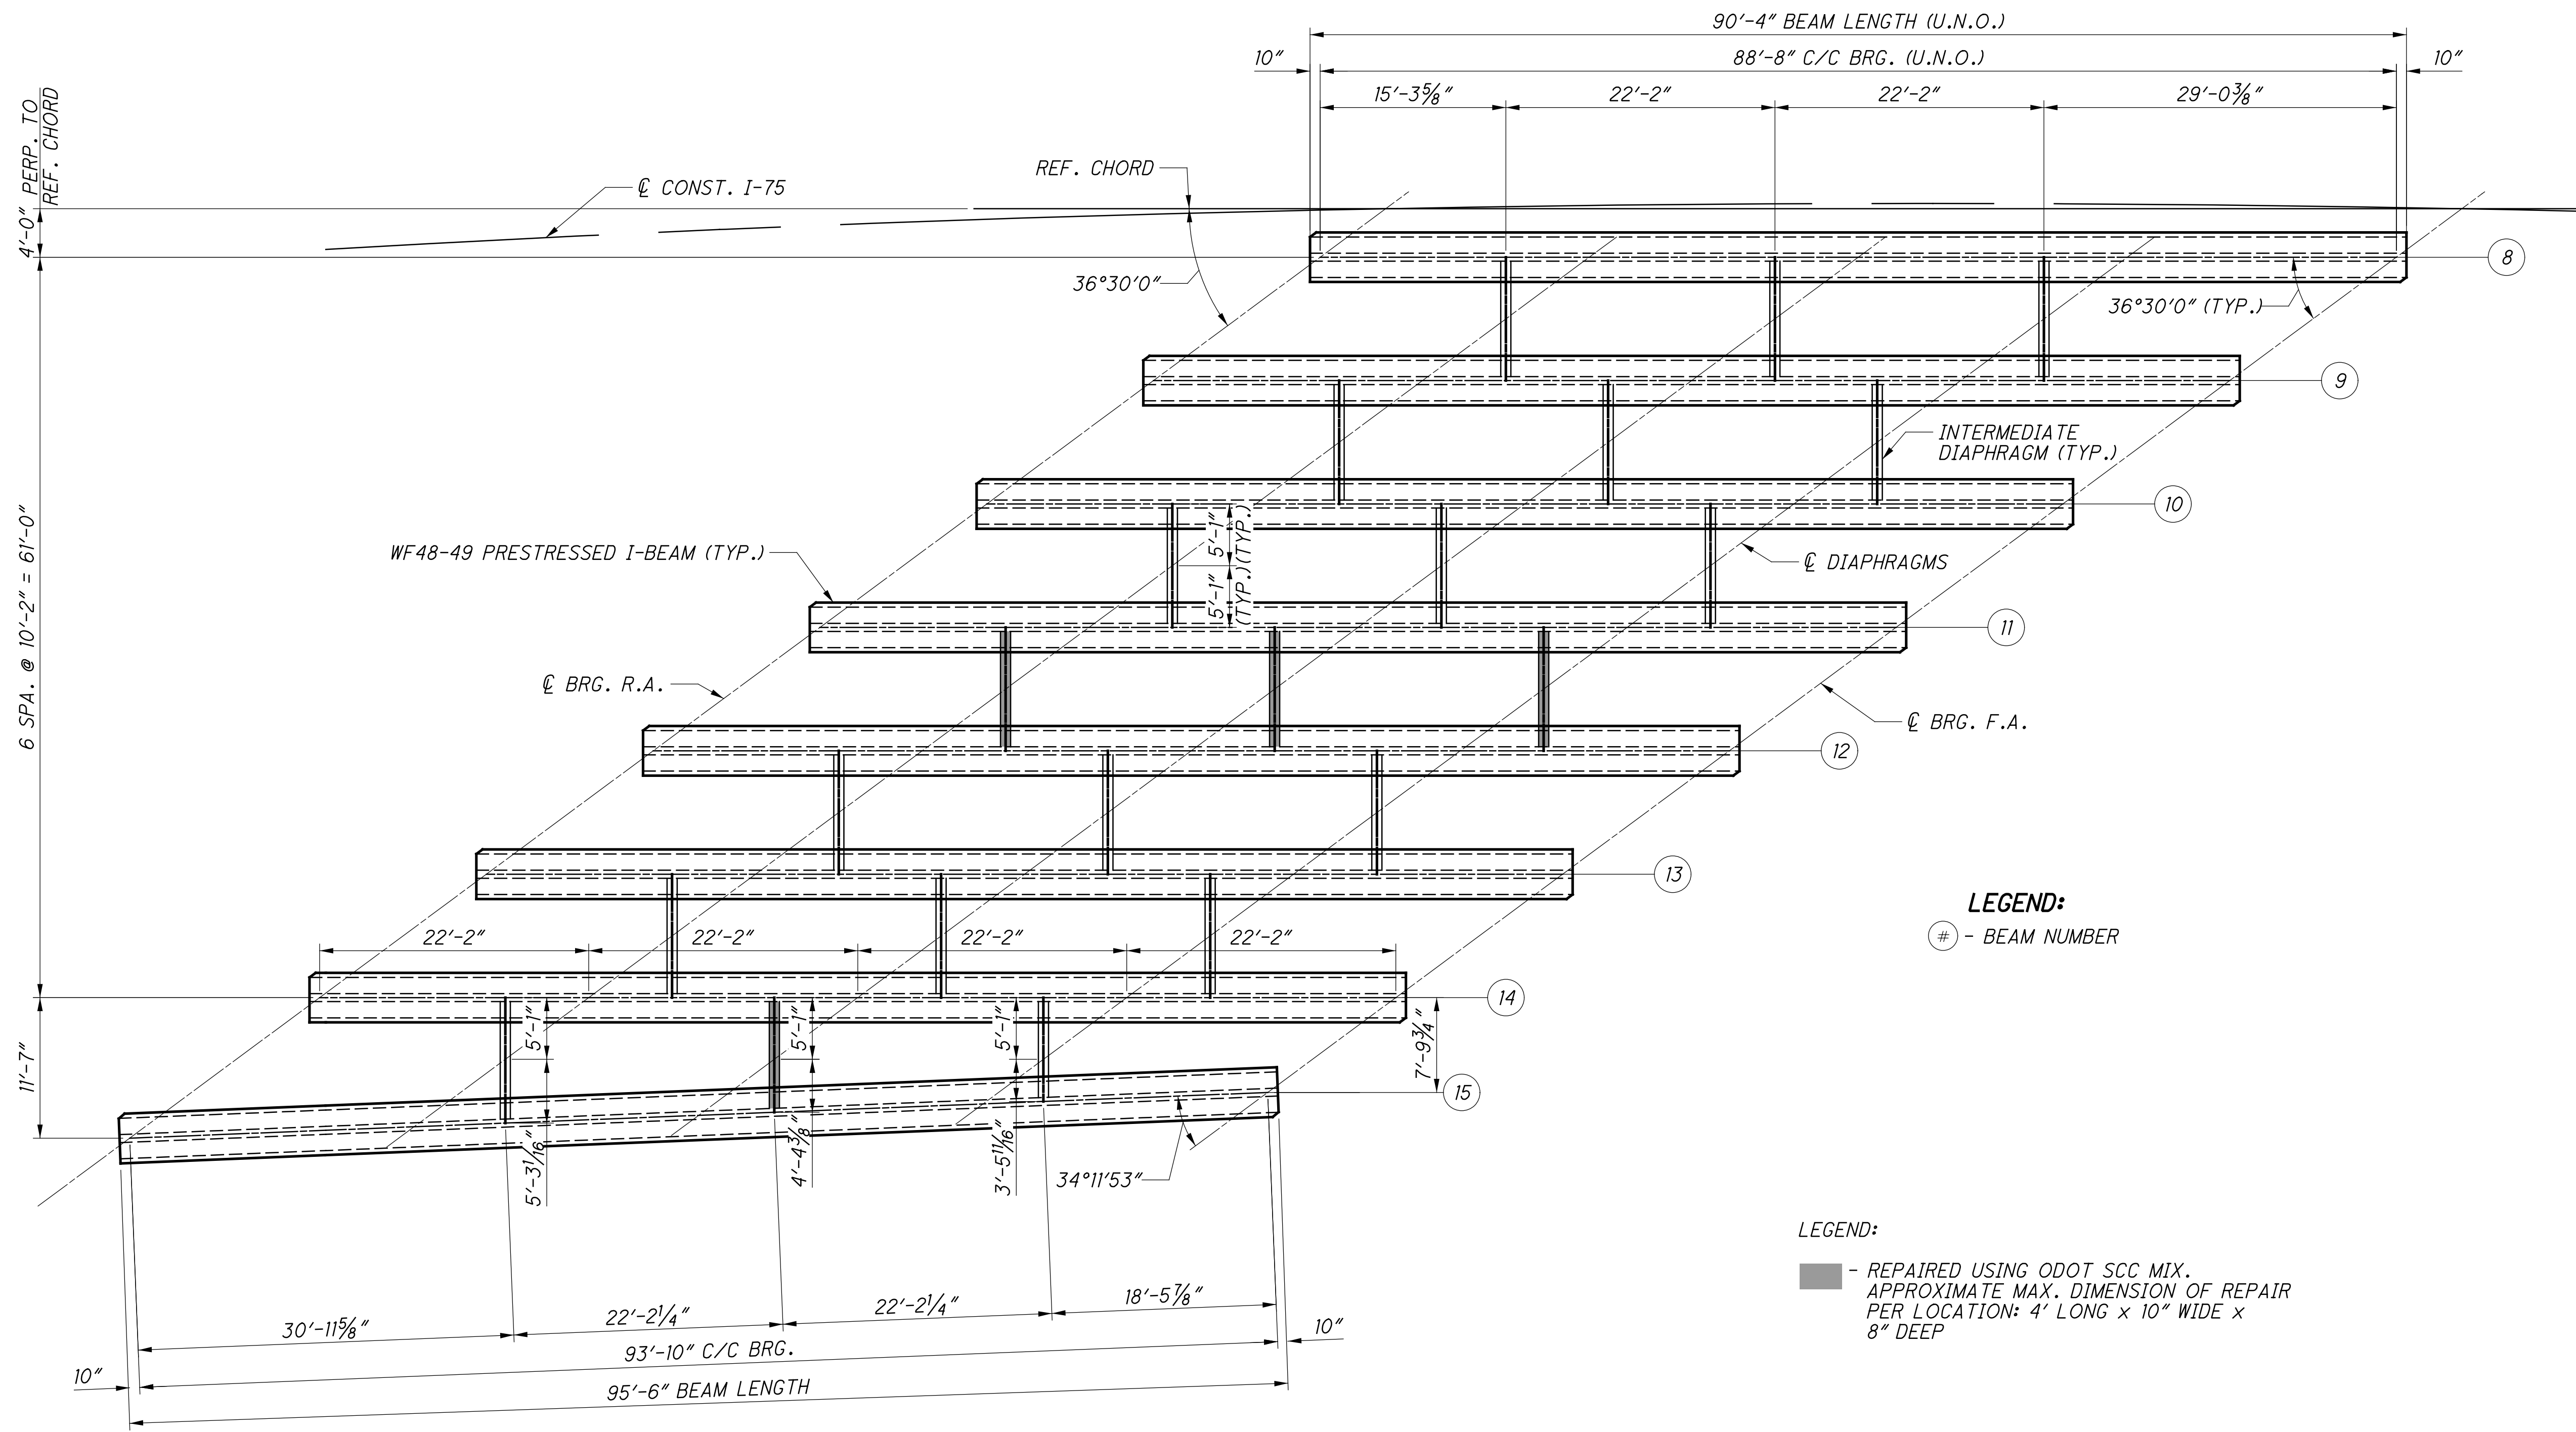 90'-4" BEAM LENGTH (U.N.O.)
10"
88'-8" C/C BRG. (U.N.O.)
10"
15'-3⅝"
22'-2"
22'-2"
29'-0⅜"
4'-0" PERP. TO
REF. CHORD
REF. CHORD
℄ CONST. I-75
36°30'0"
8
36°30'0" (TYP.)
9
INTERMEDIATE
DIAPHRAGM (TYP.)
10
5'-1"
(TYP.)
5'-1"
(TYP.)
WF48-49 PRESTRESSED I-BEAM (TYP.)
℄ DIAPHRAGMS
11
6 SPA. @ 10'-2" = 61'-0"
℄ BRG. R.A.
℄ BRG. F.A.
12
13
LEGEND:
# - BEAM NUMBER
22'-2"
22'-2"
22'-2"
22'-2"
14
11'-7"
5'-1"
5'-1"
5'-1"
7'-9¾"
15
5'-3 1/16"
4'-4⅜"
3'-5 11/16"
34°11'53"
LEGEND:
- REPAIRED USING ODOT SCC MIX.
APPROXIMATE MAX. DIMENSION OF REPAIR
PER LOCATION: 4' LONG x 10" WIDE x
8" DEEP
30'-11⅝"
22'-2¼"
22'-2¼"
18'-5⅞"
10"
93'-10" C/C BRG.
10"
95'-6" BEAM LENGTH